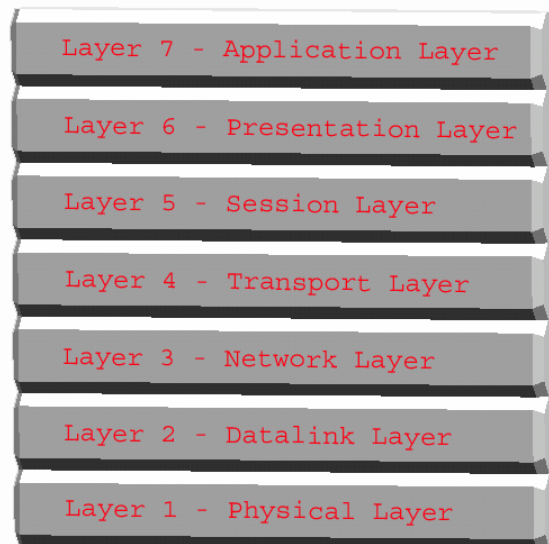 Layer 7 - Application Layer
Layer 6 - Presentation Layer
Layer 5 - Session Layer
Layer 4 - Transport Layer
Layer 3 - Network Layer
Layer 2 - Datalink Layer
Layer 1 - Physical Layer